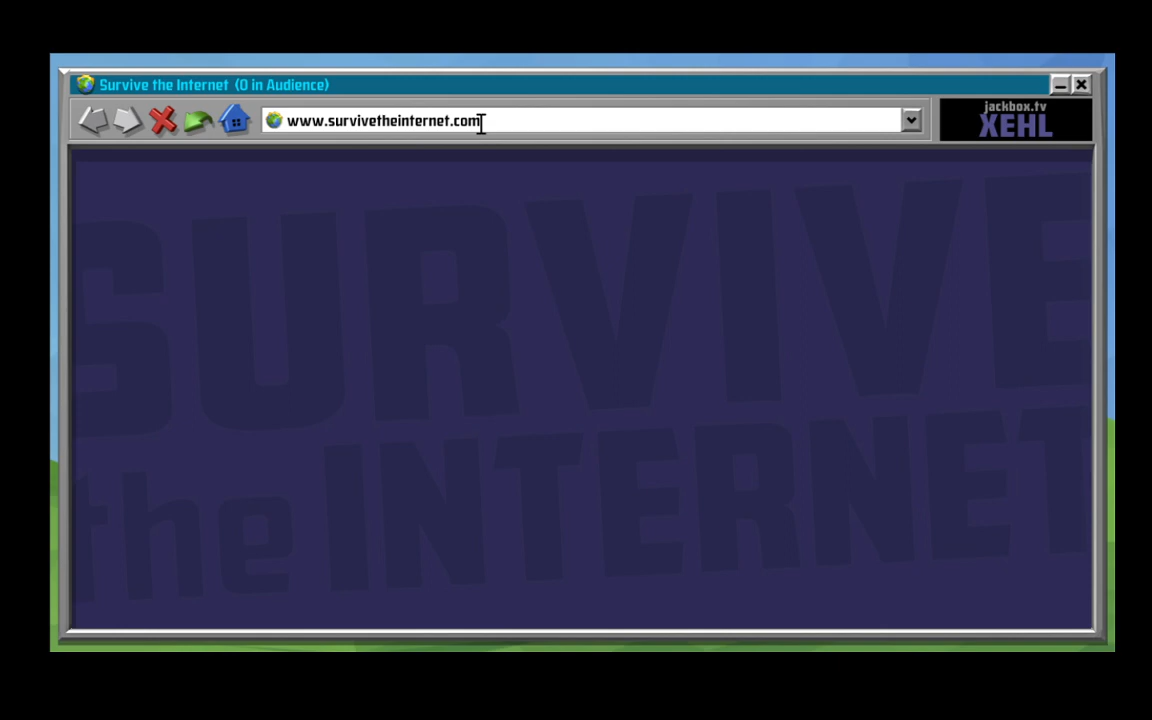 Survive the Internet (0 in Audience)
www.survivetheinternet.com
jackbox.tv
XEHL
SURVIVE
the INTERNET